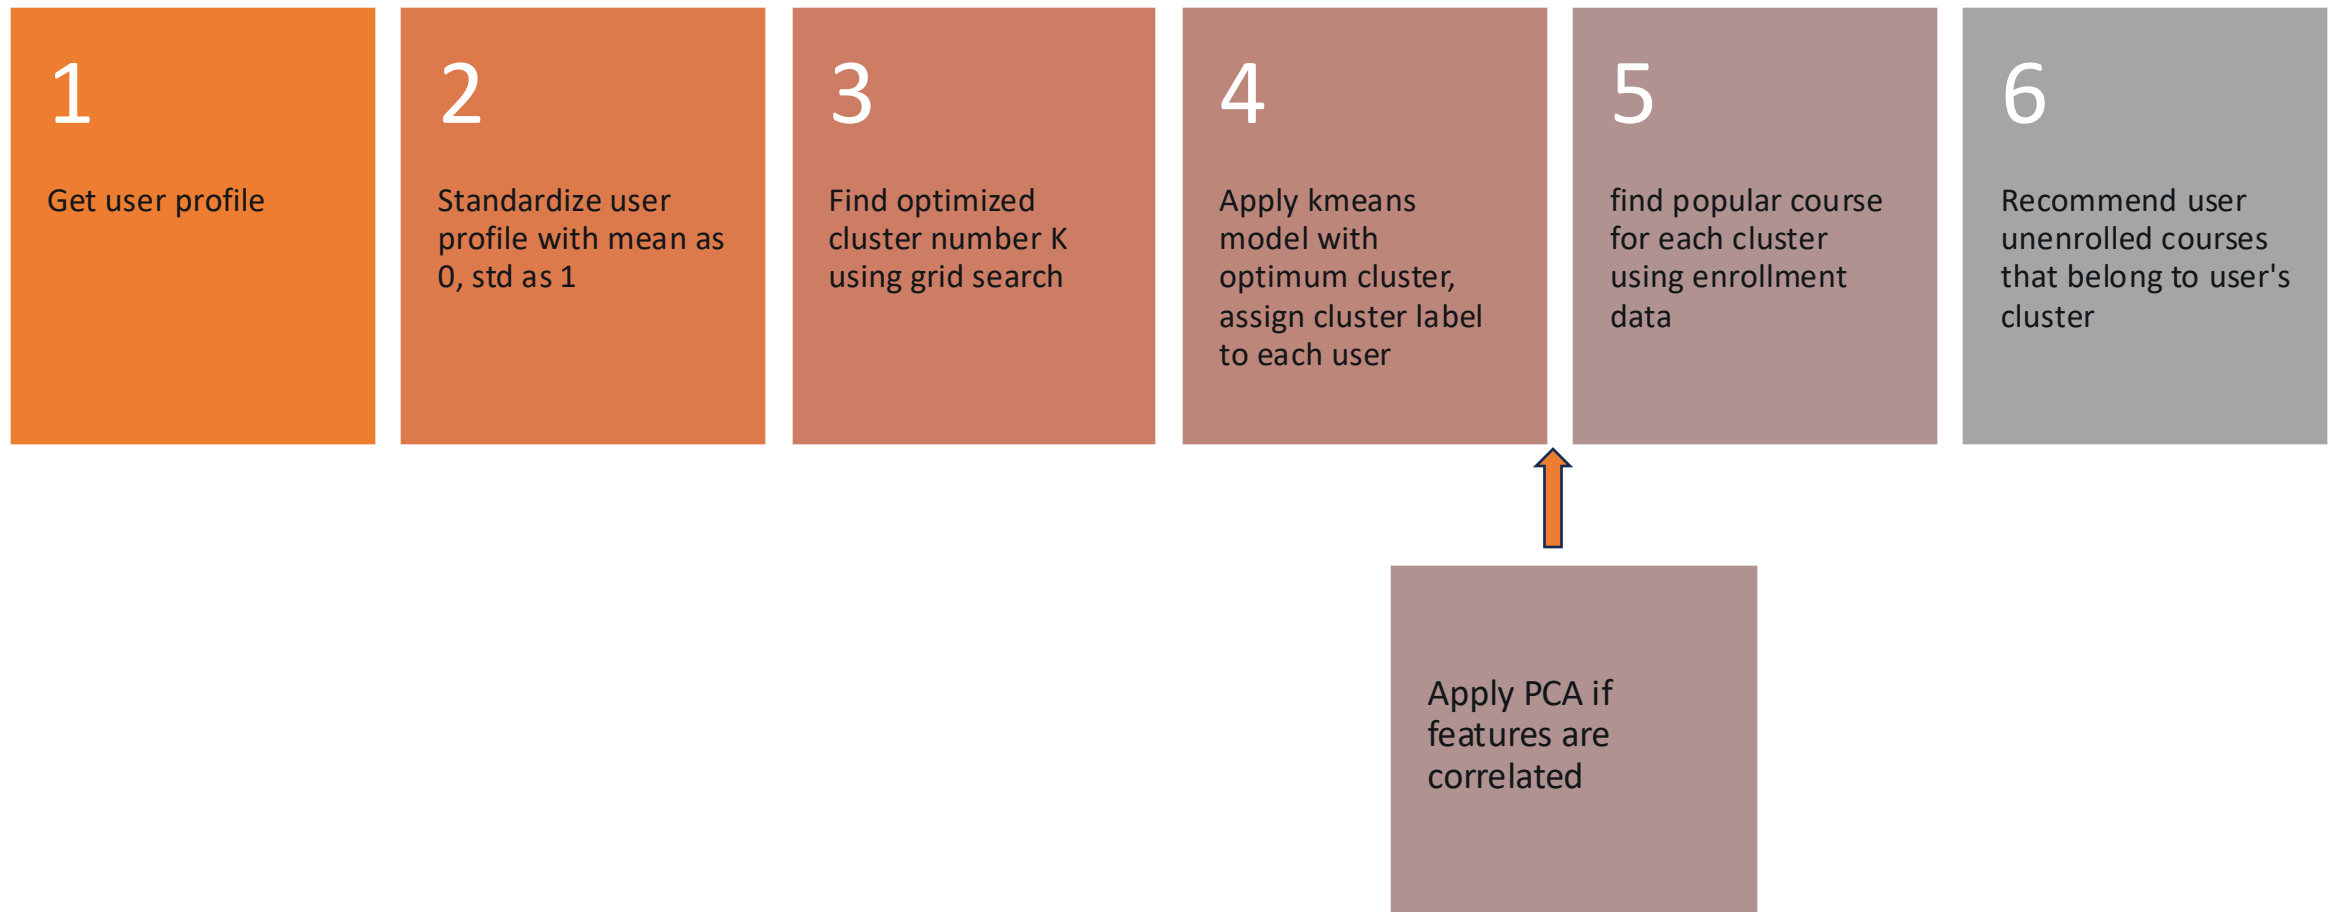 1
Get user profile
2
Standardize user
profile with mean as
0, std as 1
3
Find optimized
cluster number K
using grid search
4
Apply kmeans
model with
optimum cluster,
assign cluster label
to each user
5
find popular course
for each cluster
using enrollment
data
6
Recommend user
unenrolled courses
that belong to user's
cluster
Apply PCA if
features are
correlated